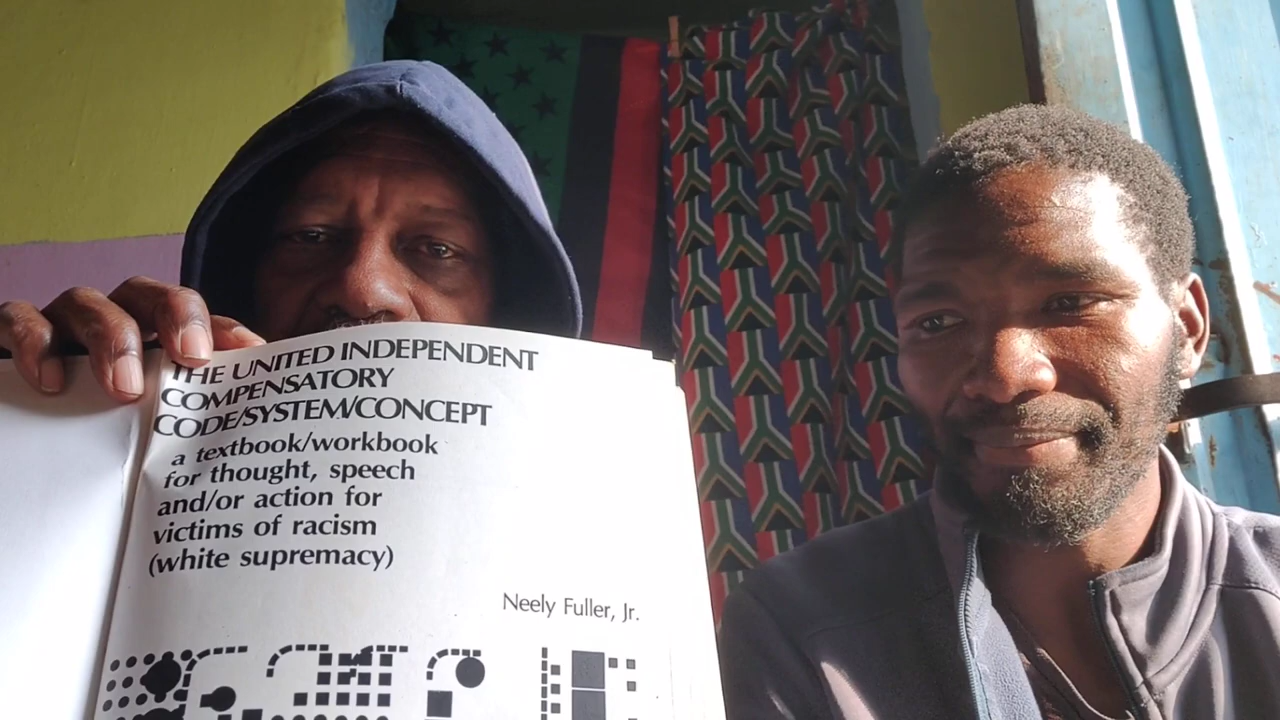 THE UNITED INDEPENDENT
COMPENSATORY
CODE/SYSTEM/CONCEPT
a textbook/workbook
for thought, speech
and/or action for
victims of racism
(white supremacy)
Neely Fuller, Jr.